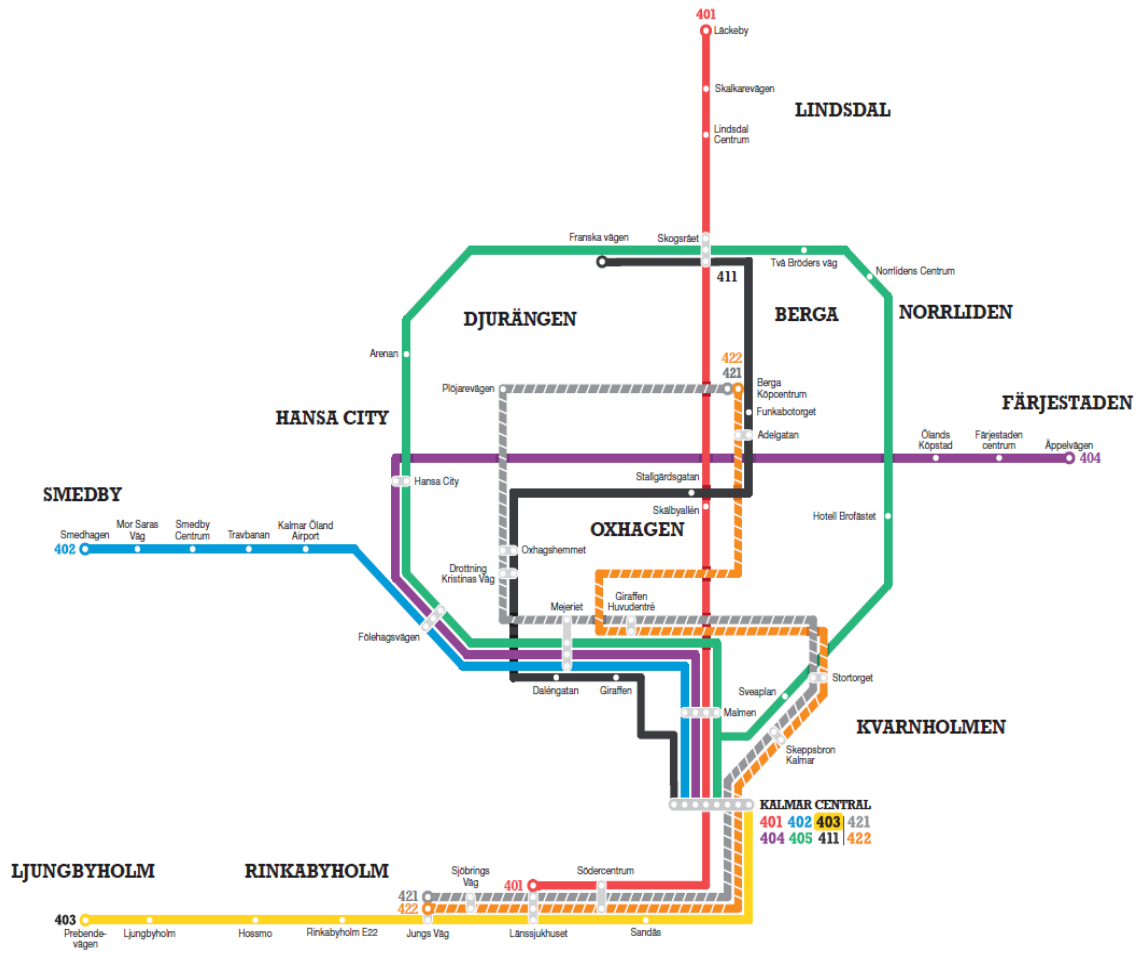 401
Läckeby
Skalkarevägen
LINDSDAL
Lindsdal
Centrum
Franska vägen
Skogsrået
Två Bröders väg
Norrlidens Centrum
411
DJURÄNGEN
BERGA
NORRLIDEN
Arenan
422
421
Plöjarevägen
Berga
Köpcentrum
Funkabotorget
Adelgatan
HANSA CITY
FÄRJESTADEN
Ölands
Köpstad
Färjestaden
centrum
Äppelvägen
404
Hansa City
Stallgårdsgatan
Skälbyallén
SMEDBY
Smedhagen
402
Mor Saras
Väg
Smedby
Centrum
Travbanan
Kalmar Öland
Airport
OXHAGEN
Hotell Brofästet
Oxhagshemmet
Drottning
Kristinas Väg
Mejeriet
Giraffen
Huvudentré
Fölehagsvägen
Daléngatan
Giraffen
Stortorget
Sveaplan
Malmen
KVARNHOLMEN
Skeppsbron
Kalmar
KALMAR CENTRAL
401 402 403 421
404 405 411 422
LJUNGBYHOLM
RINKABYHOLM
Sjöbrings
Väg
401
Södercentrum
421
422
403
Prebende-
vägen
Ljungbyholm
Hossmo
Rinkabyholm E22
Jungs Väg
Länssjukhuset
Sandås